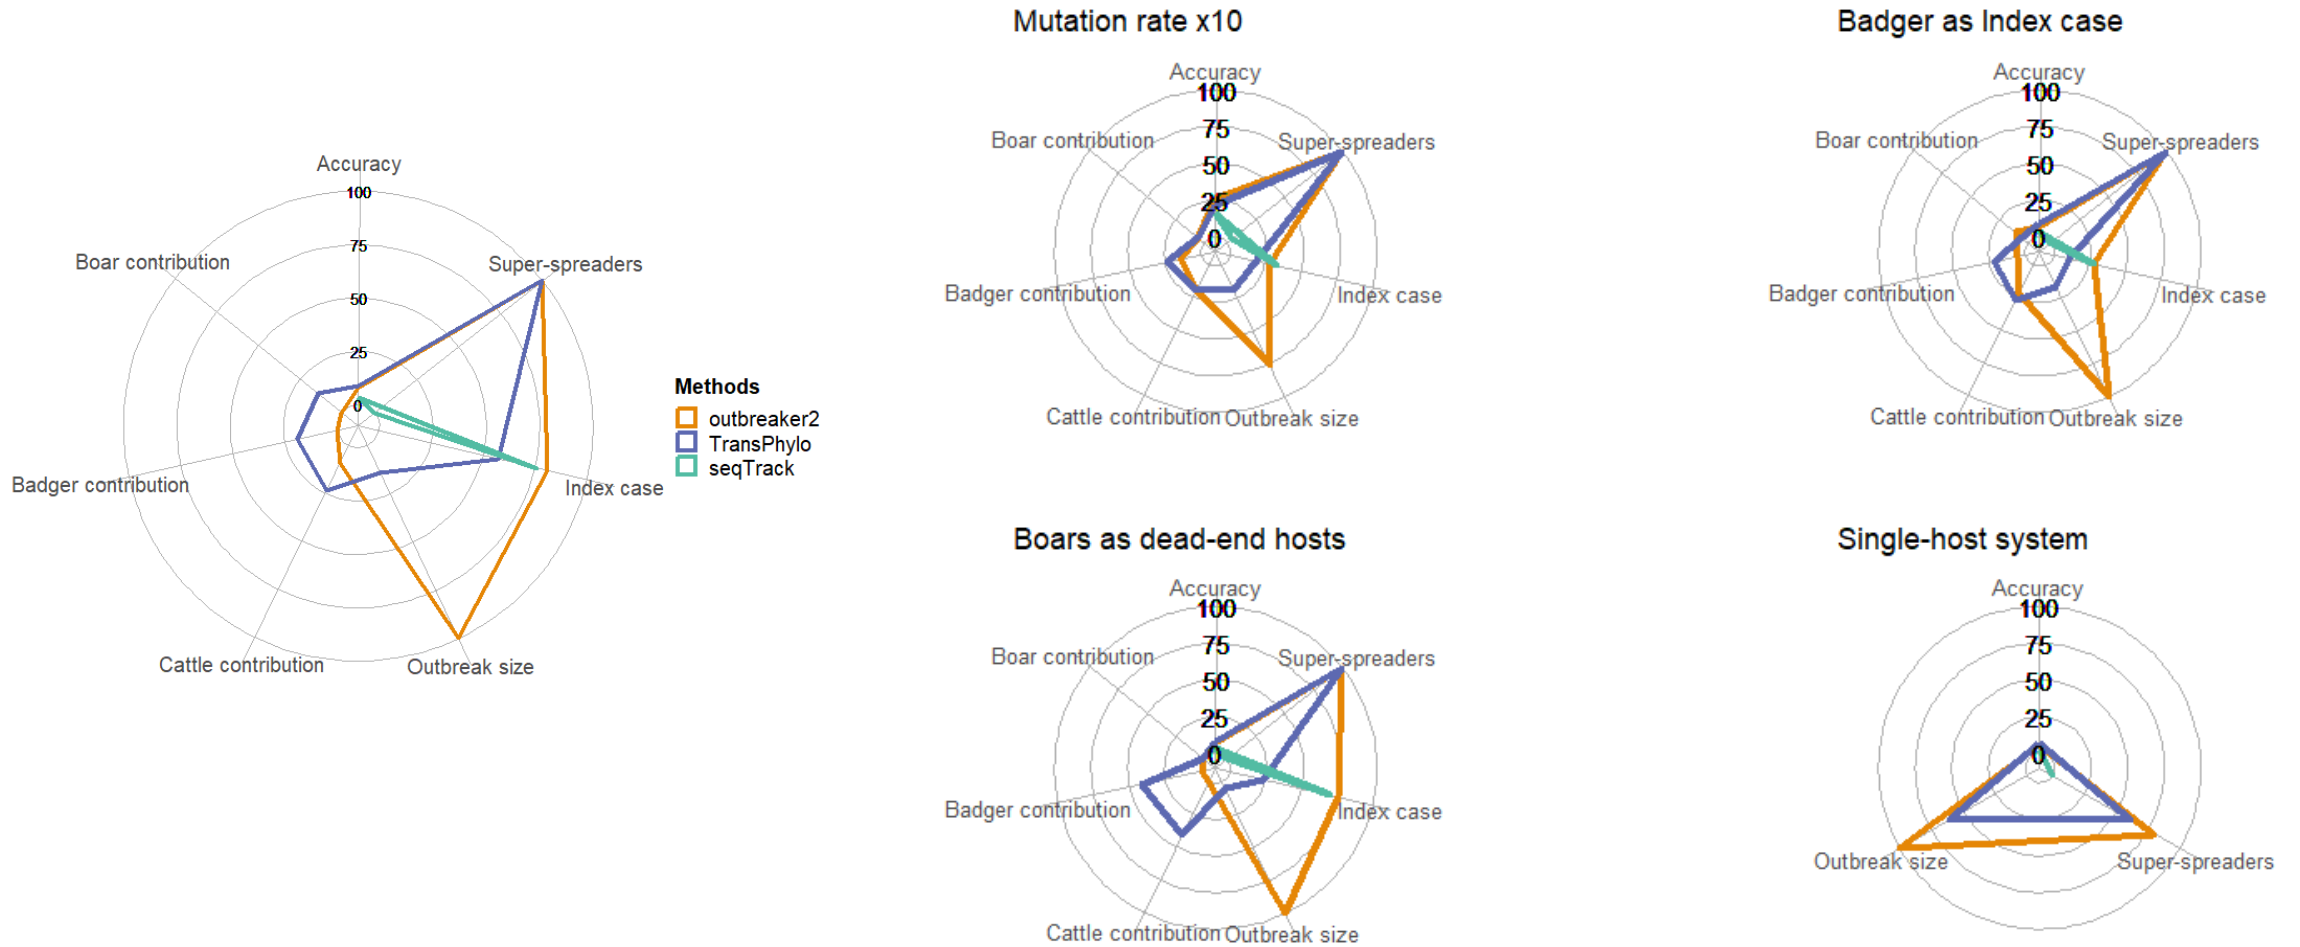 Accuracy
100
75
50
25
0
Boar contribution
Super-spreaders
Badger contribution
Index case
Cattle contribution
Outbreak size
Methods
outbreaker2
TransPhylo
seqTrack
Mutation rate x10
Accuracy
100
75
50
25
0
Boar contribution
Super-spreaders
Badger contribution
Index case
Cattle contribution
Outbreak size
Badger as Index case
Accuracy
100
75
50
25
0
Boar contribution
Super-spreaders
Badger contribution
Index case
Cattle contribution
Outbreak size
Boars as dead-end hosts
Accuracy
100
75
50
25
0
Boar contribution
Super-spreaders
Badger contribution
Index case
Cattle contribution
Outbreak size
Single-host system
Accuracy
100
75
50
25
0
Outbreak size
Super-spreaders